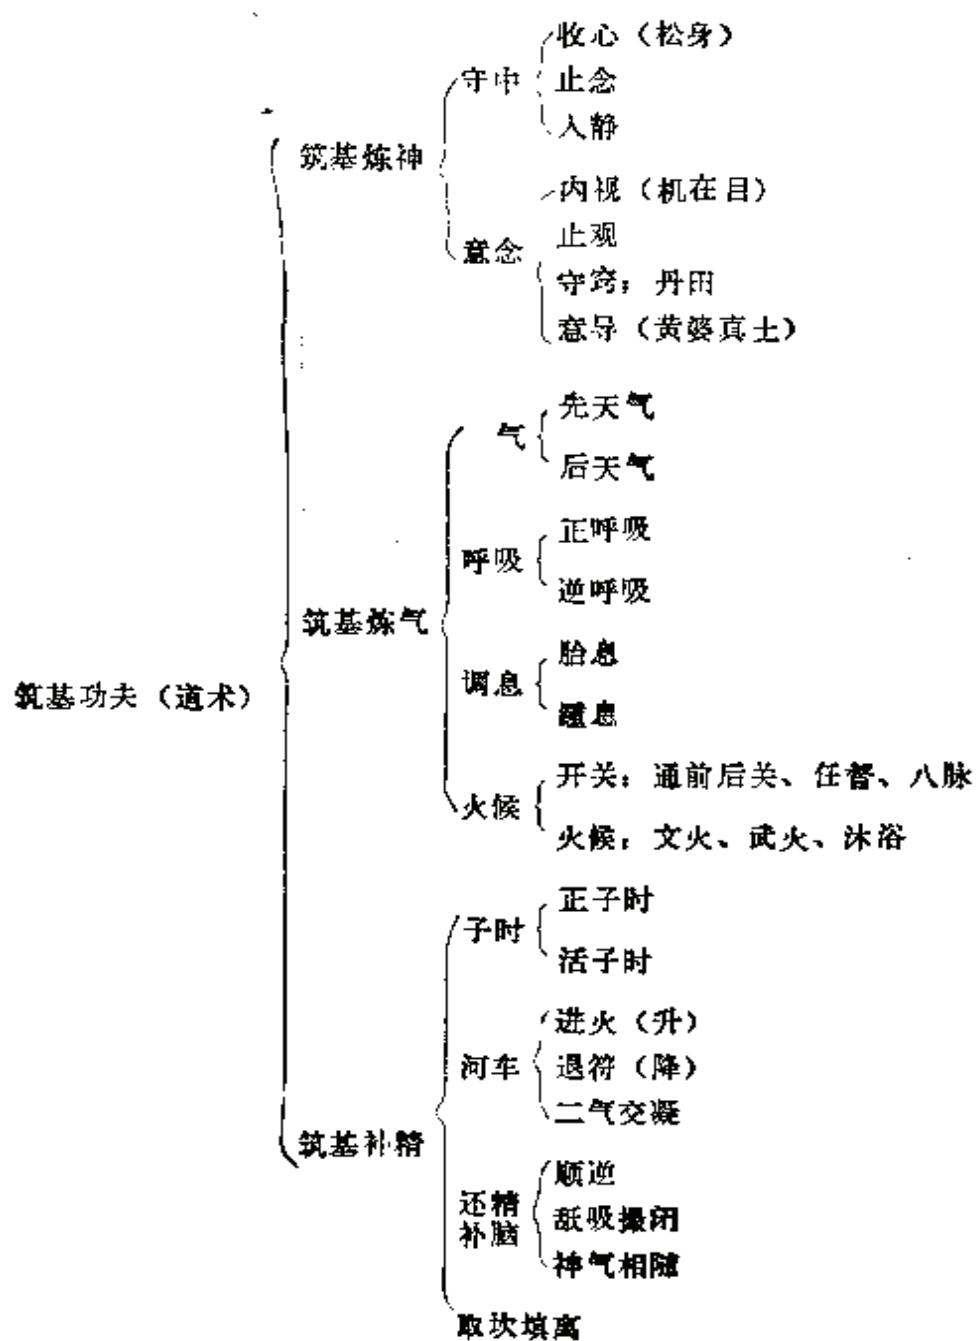 筑基功夫（道术）
筑基炼神
守中
收心（松身）
止念
入静
意念
内视（机在目）
止观
守窍：丹田
意导（黄婆真土）
筑基炼气
气
先天气
后天气
呼吸
正呼吸
逆呼吸
调息
胎息
踵息
火候
开关：通前后关、任督、八脉
火候：文火、武火、沐浴
筑基补精
子时
正子时
活子时
河车
进火（升）
退符（降）
二气交凝
还精
补脑
顺逆
舐吸撮闭
神气相随
取坎填离